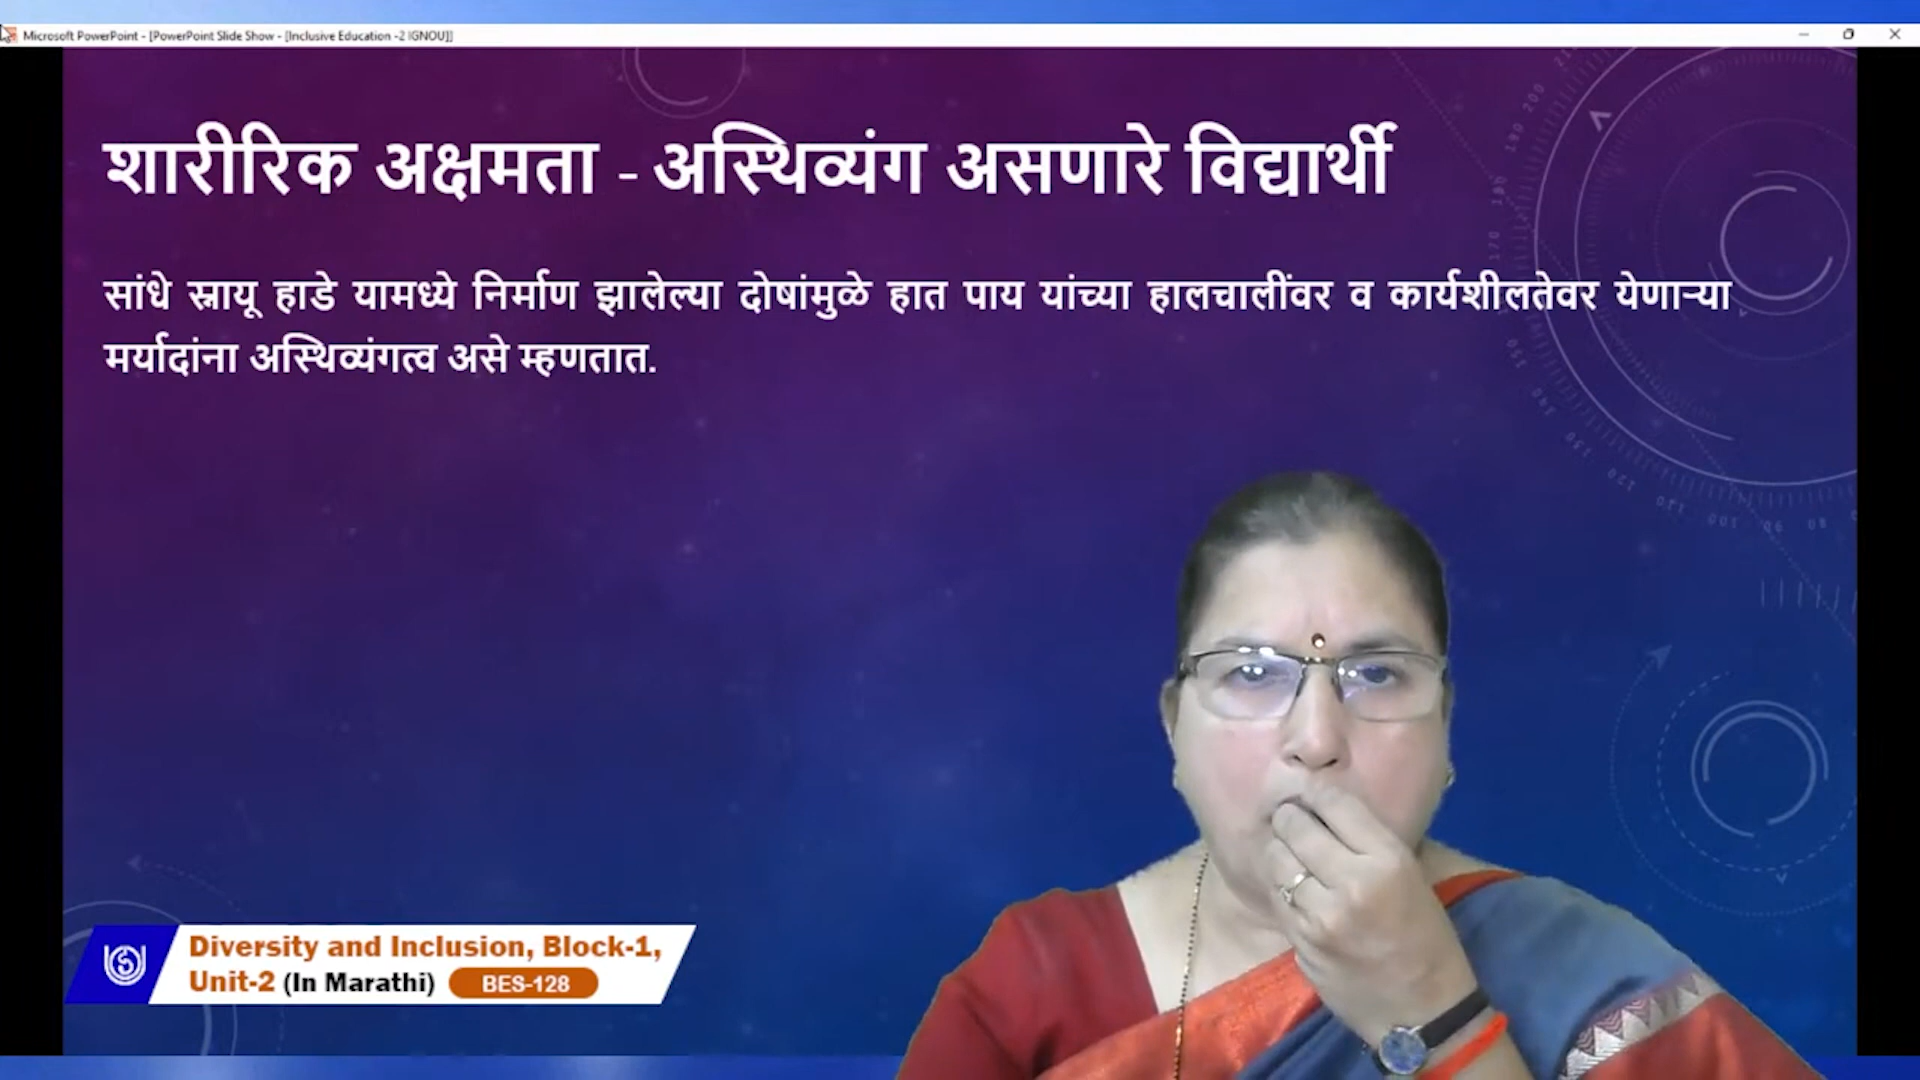 Microsoft PowerPoint - [PowerPoint Slide Show - [Inclusive Education -2 IGNOU]]
शारीरिक अक्षमता - अस्थिव्यंग असणारे विद्यार्थी
सांधे स्नायू हाडे यामध्ये निर्माण झालेल्या दोषांमुळे हात पाय यांच्या हालचालींवर व कार्यशीलतेवर येणाऱ्या
मर्यादांना अस्थिव्यंगत्व असे म्हणतात.
Diversity and Inclusion, Block-1,
Unit-2 (In Marathi) BES-128